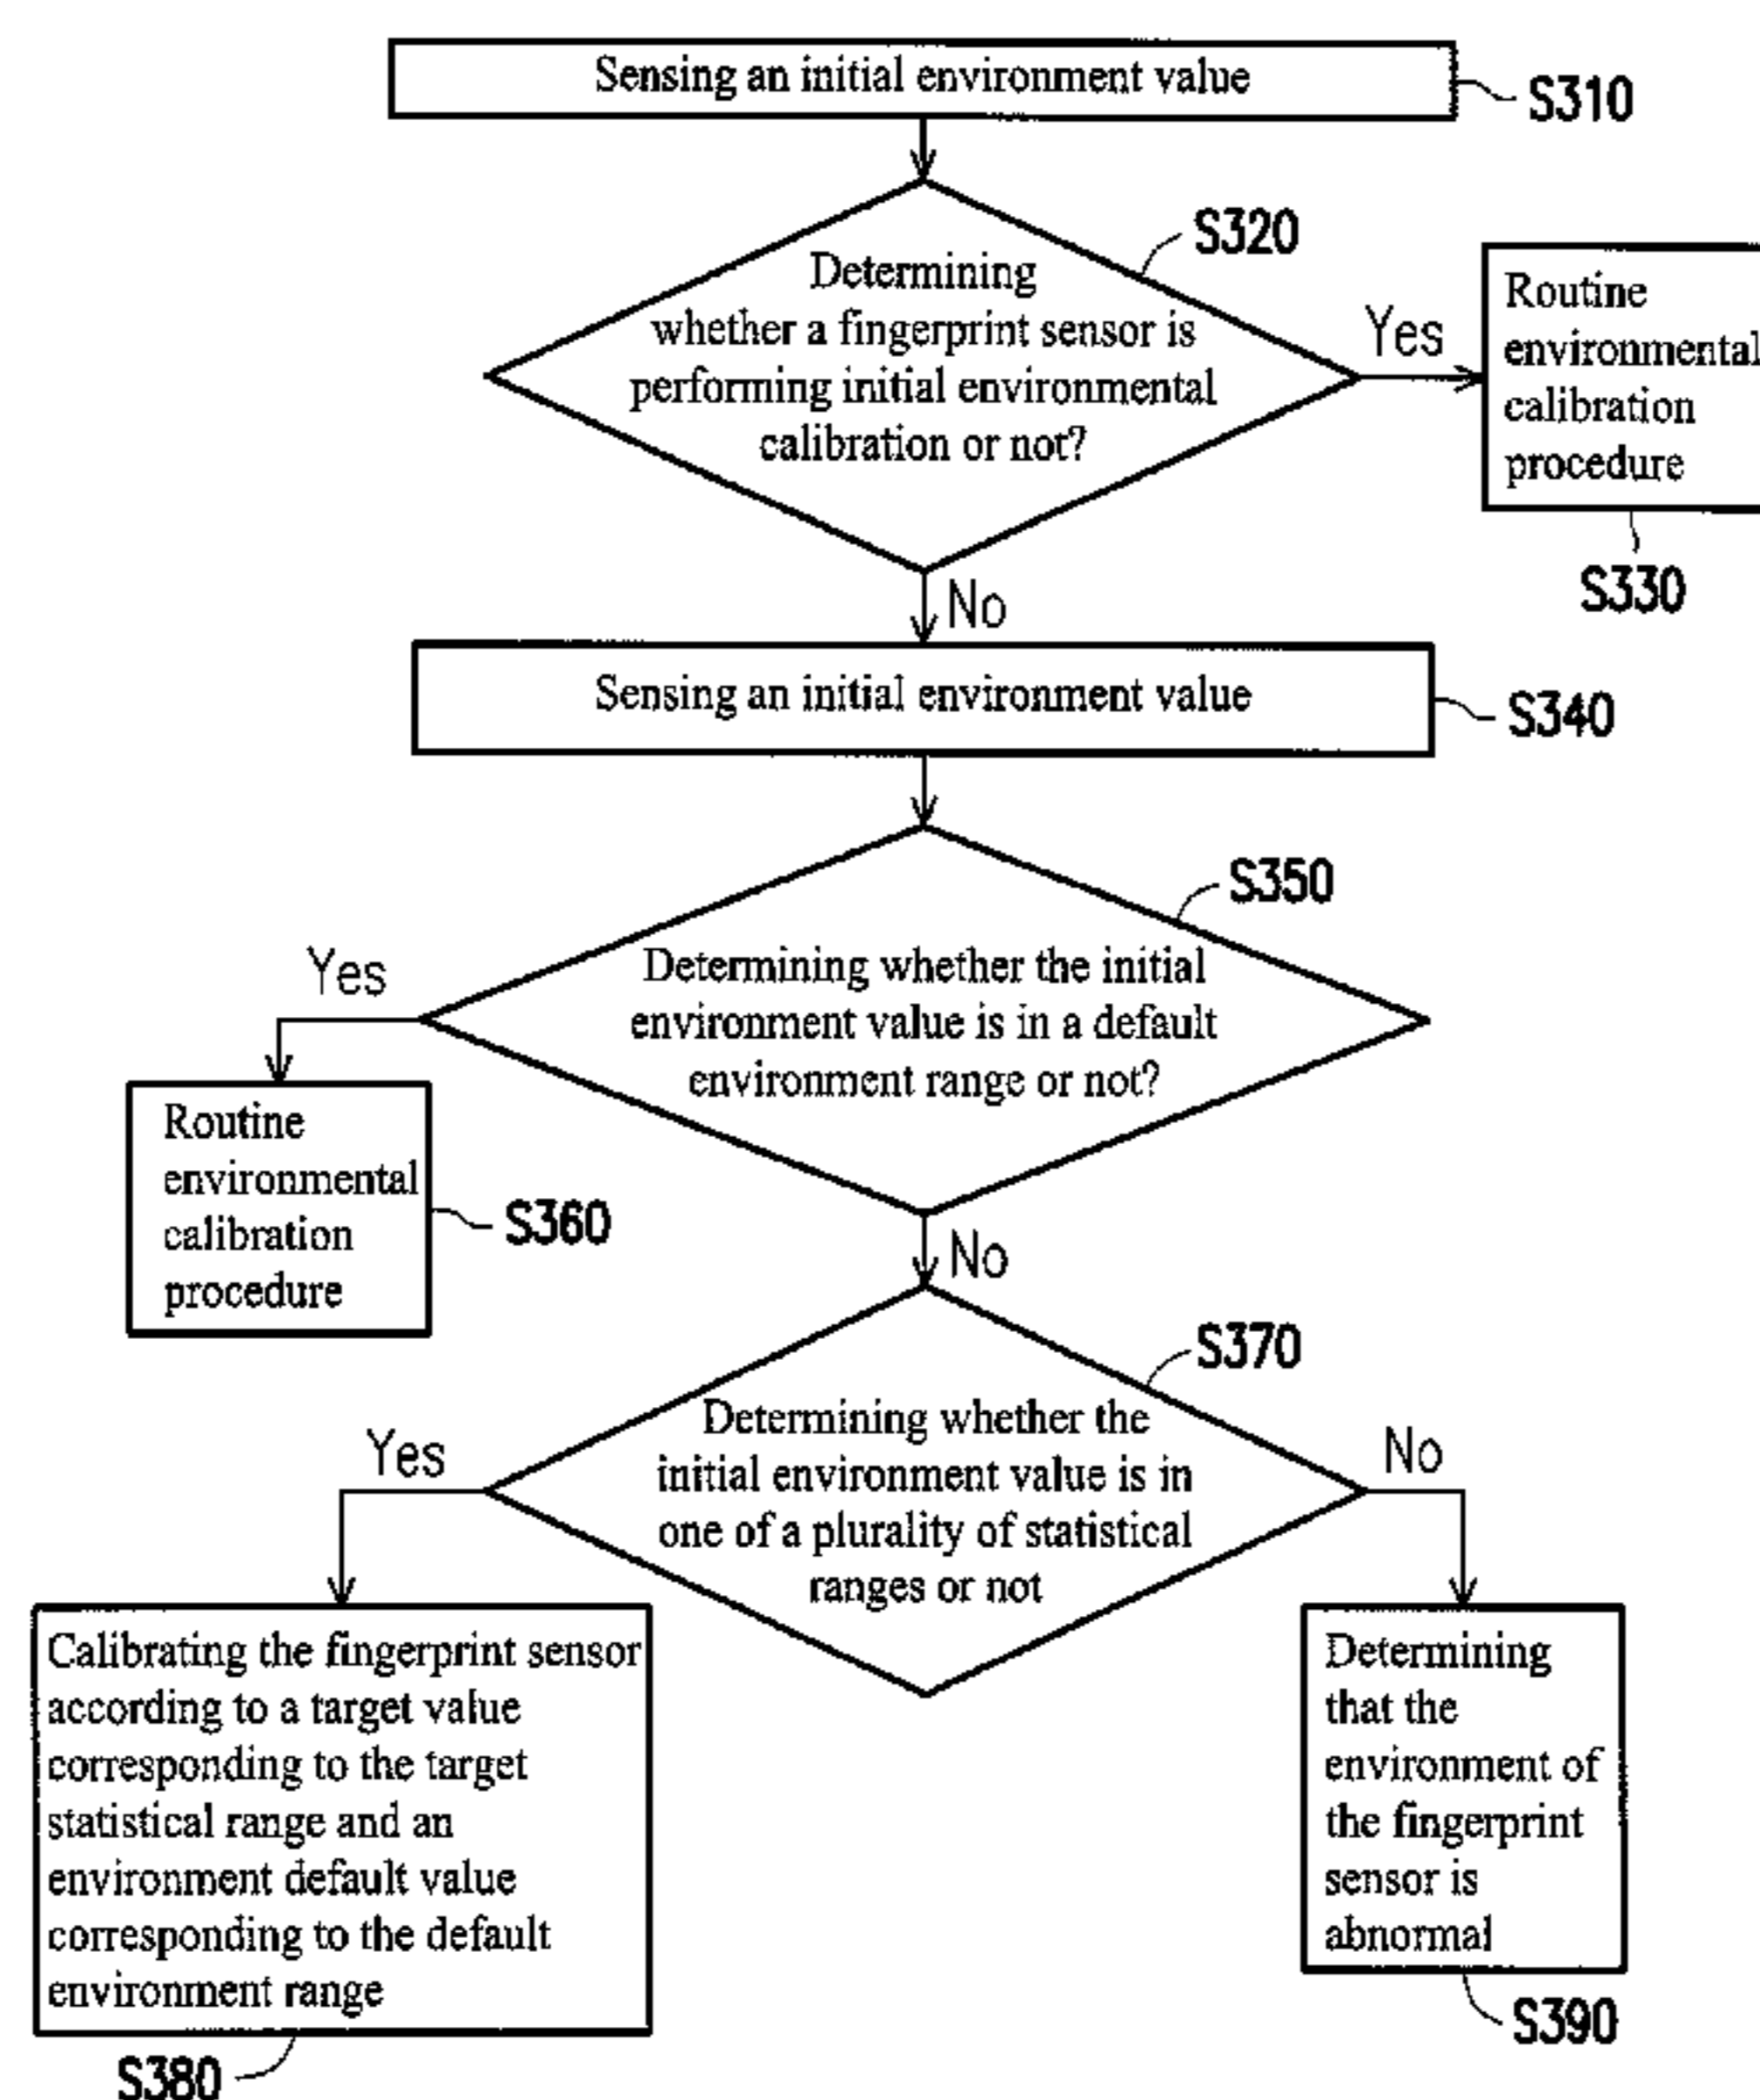 Sensing an initial environment value
S310
S320
Determining
whether a fingerprint sensor is
performing initial environmental
calibration or not?
Yes
Routine
environmental
calibration
procedure
S330
No
Sensing an initial environment value
S340
S350
Determining whether the initial
environment value is in a default
environment range or not?
Yes
Routine
environmental
calibration
procedure
S360
No
S370
Determining whether the
initial environment value is in
one of a plurality of statistical
ranges or not
Yes
No
Calibrating the fingerprint sensor
according to a target value
corresponding to the target
statistical range and an
environment default value
corresponding to the default
environment range
S380
Determining
that the
environment of
the fingerprint
sensor is
abnormal
S390